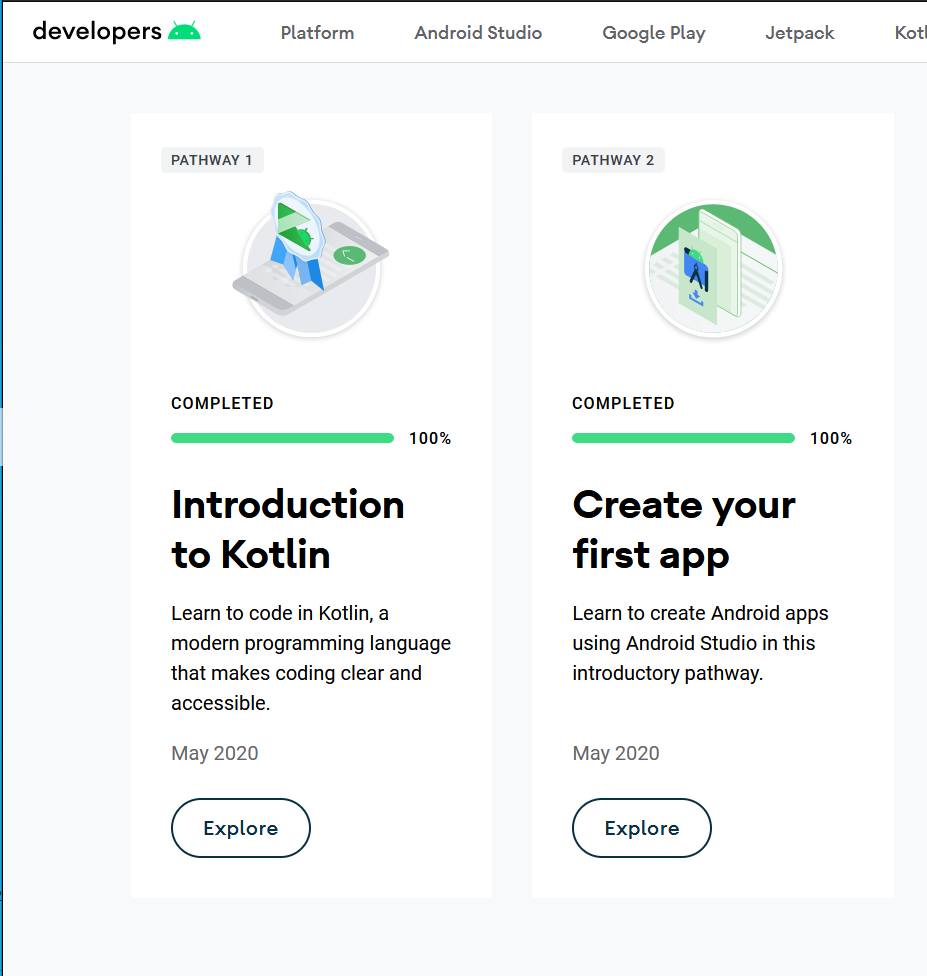 developers Platform Android Studio Google Play Jetpack Kotl
PATHWAY 1
COMPLETED
100%
Introduction
to Kotlin
Learn to code in Kotlin, a
modern programming language
that makes coding clear and
accessible.
May 2020
Explore
PATHWAY 2
COMPLETED
100%
Create your
first app
Learn to create Android apps
using Android Studio in this
introductory pathway.
May 2020
Explore